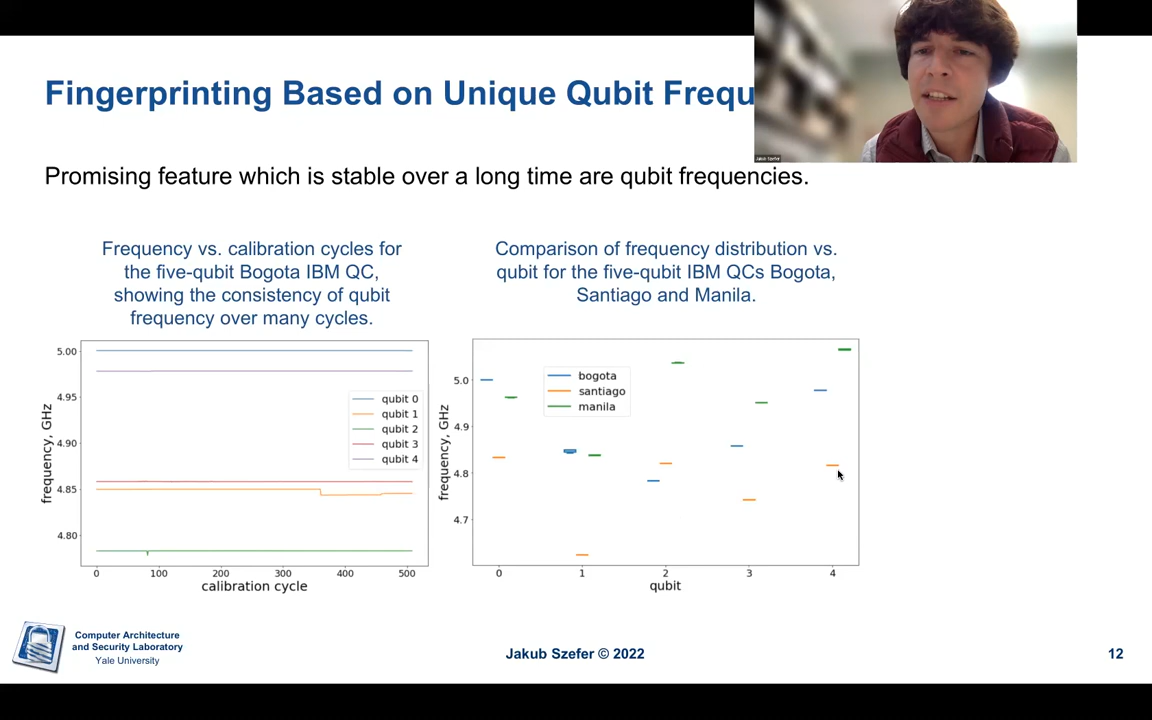 Fingerprinting Based on Unique Qubit Frequ
Jakub Szefer
Promising feature which is stable over a long time are qubit frequencies.
Frequency vs. calibration cycles for
the five-qubit Bogota IBM QC,
showing the consistency of qubit
frequency over many cycles.
Comparison of frequency distribution vs.
qubit for the five-qubit IBM QCs Bogota,
Santiago and Manila.
frequency, GHz
5.00
4.95
4.90
4.85
4.80
qubit 0
qubit 1
qubit 2
qubit 3
qubit 4
0 100 200 300 400 500
calibration cycle
frequency, GHz
5.0
4.9
4.8
4.7
bogota
santiago
manila
0 1 2 3 4
qubit
Computer Architecture
and Security Laboratory
Yale University
Jakub Szefer © 2022
12